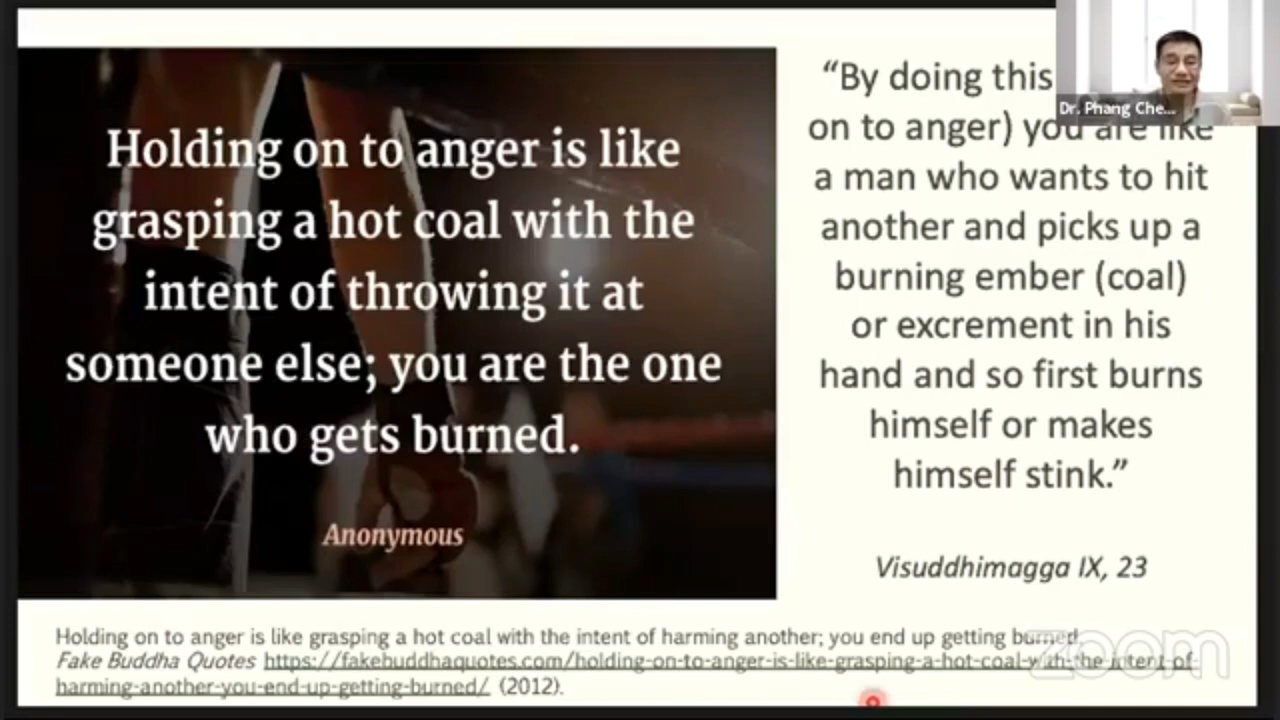 Holding on to anger is like
grasping a hot coal with the
intent of throwing it at
someone else; you are the one
who gets burned.
Anonymous
“By doing this
on to anger) you are like
a man who wants to hit
another and picks up a
burning ember (coal)
or excrement in his
hand and so first burns
himself or makes
himself stink.”
Visuddhimagga IX, 23
Dr. Phang Che...
Holding on to anger is like grasping a hot coal with the intent of harming another; you end up getting burned.
Fake Buddha Quotes https://fakebuddhaquotes.com/holding-on-to-anger-is-like-grasping-a-hot-coal-with-the-intent-of-
harming-another-you-end-up-getting-burned/ (2012).
zoom